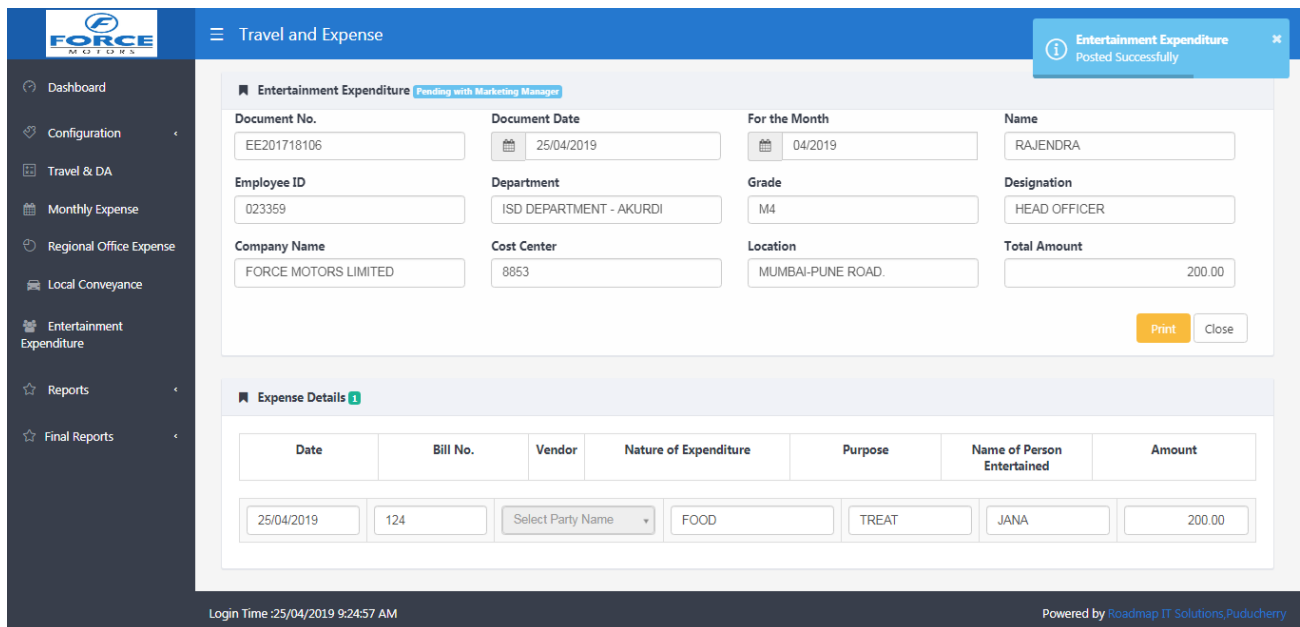 FORCE
MOTORS
☰ Travel and Expense
Entertainment Expenditure ×
Posted Successfully
Dashboard
Configuration
Travel & DA
Monthly Expense
Regional Office Expense
Local Conveyance
Entertainment
Expenditure
Reports
Final Reports
Entertainment Expenditure Pending with Marketing Manager
Document No. Document Date For the Month Name
EE201718106 25/04/2019 04/2019 RAJENDRA
Employee ID Department Grade Designation
023359 ISD DEPARTMENT - AKURDI M4 HEAD OFFICER
Company Name Cost Center Location Total Amount
FORCE MOTORS LIMITED 8853 MUMBAI-PUNE ROAD. 200.00
Print Close
Expense Details 1
Date Bill No. Vendor Nature of Expenditure Purpose Name of Person Entertained Amount
25/04/2019 124 Select Party Name FOOD TREAT JANA 200.00
Login Time :25/04/2019 9:24:57 AM Powered by Roadmap IT Solutions,Puducherry